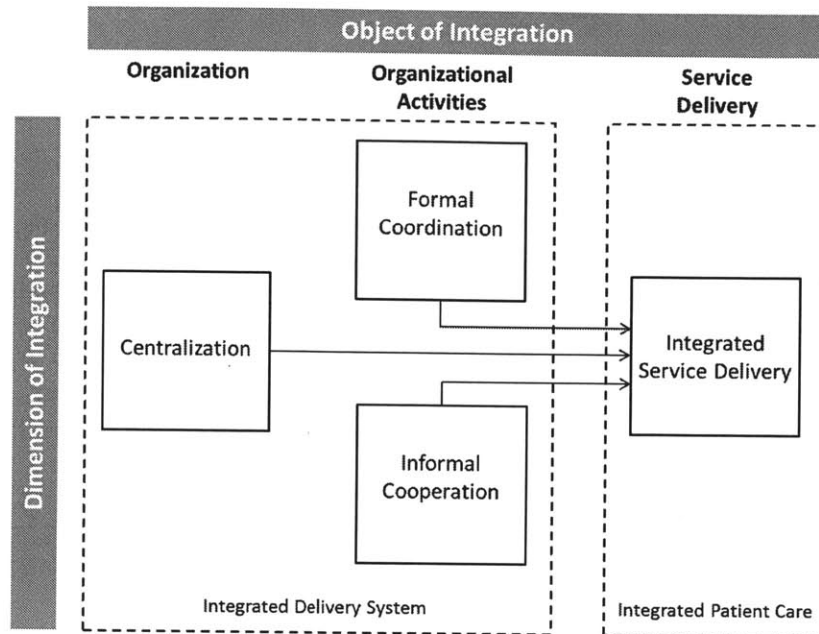 Object of Integration
Organization
Organizational
Activities
Service
Delivery
Dimension of Integration
Formal
Coordination
Centralization
Integrated
Service Delivery
Informal
Cooperation
Integrated Delivery System
Integrated Patient Care